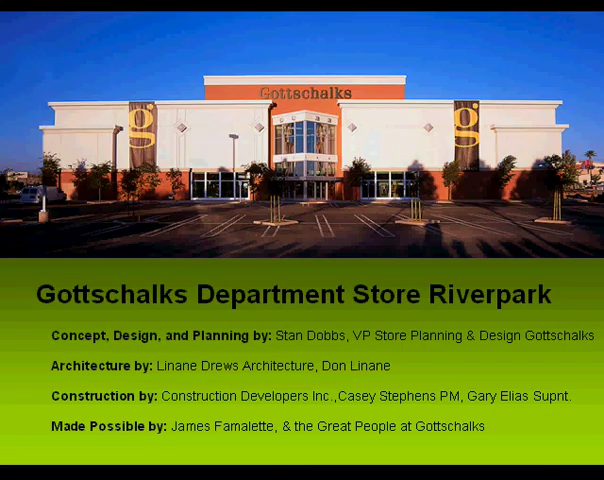 Gottschalks
g g
Gottschalks Department Store Riverpark
Concept, Design, and Planning by: Stan Dobbs, VP Store Planning & Design Gottschalks
Architecture by: Linane Drews Architecture, Don Linane
Construction by: Construction Developers Inc.,Casey Stephens PM, Gary Elias Supnt.
Made Possible by: James Famalette, & the Great People at Gottschalks